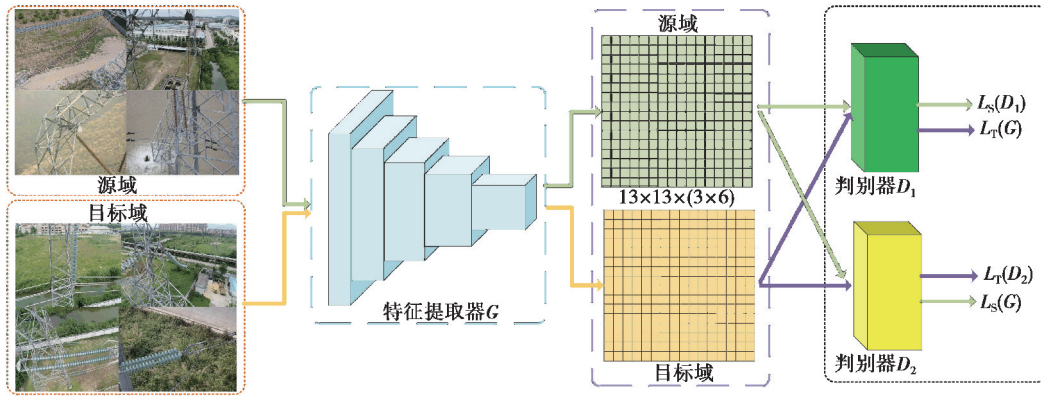 源域
目标域
特征提取器G
源域
13×13×(3×6)
目标域
L_S(D_1)
L_T(G)
判别器D_1
L_T(D_2)
L_S(G)
判别器D_2